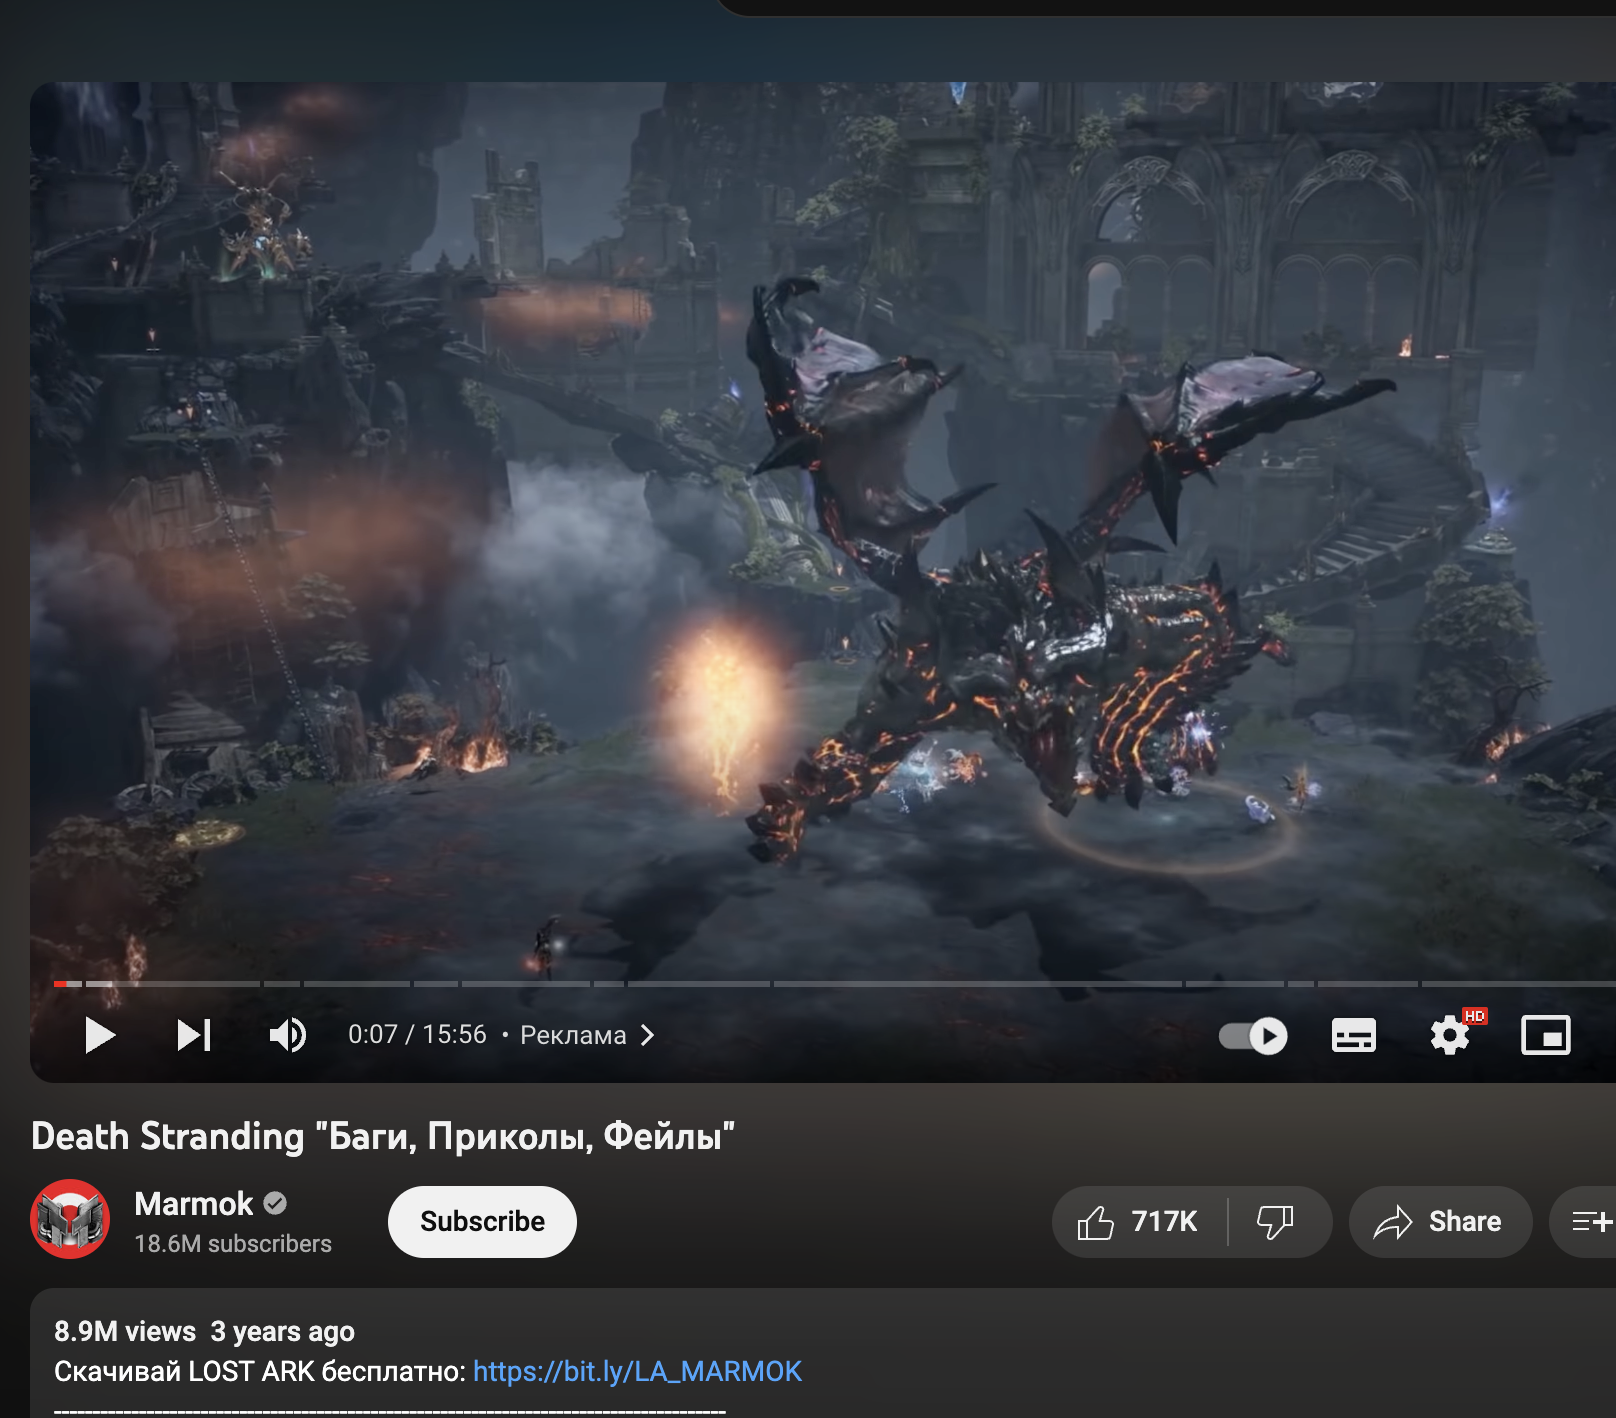 0:07 / 15:56 • Реклама
HD
Death Stranding "Баги, Приколы, Фейлы"
Marmok
18.6M subscribers
Subscribe
717K
Share
8.9M views 3 years ago
Скачивай LOST ARK бесплатно: https://bit.ly/LA_MARMOK